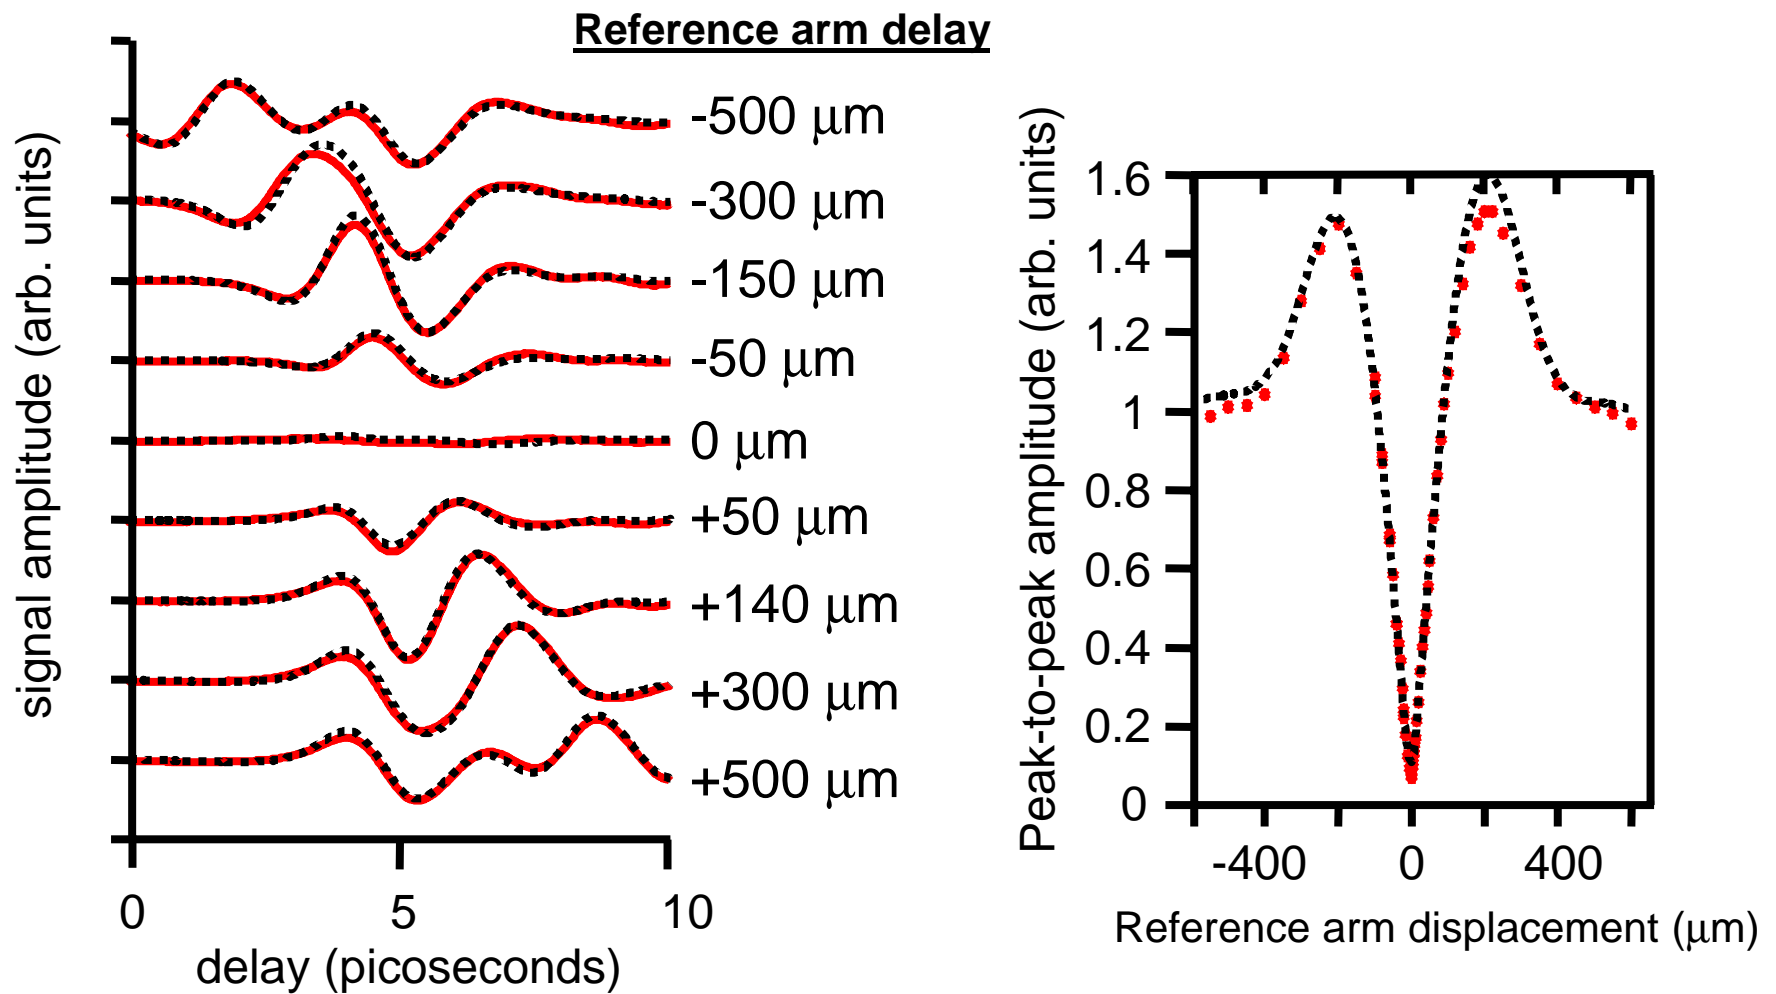 Reference arm delay
signal amplitude (arb. units)
-500 μm
-300 μm
-150 μm
-50 μm
0 μm
+50 μm
+140 μm
+300 μm
+500 μm
0 5 10
delay (picoseconds)
Peak-to-peak amplitude (arb. units)
1.6
1.4
1.2
1
0.8
0.6
0.4
0.2
0
-400 0 400
Reference arm displacement (μm)